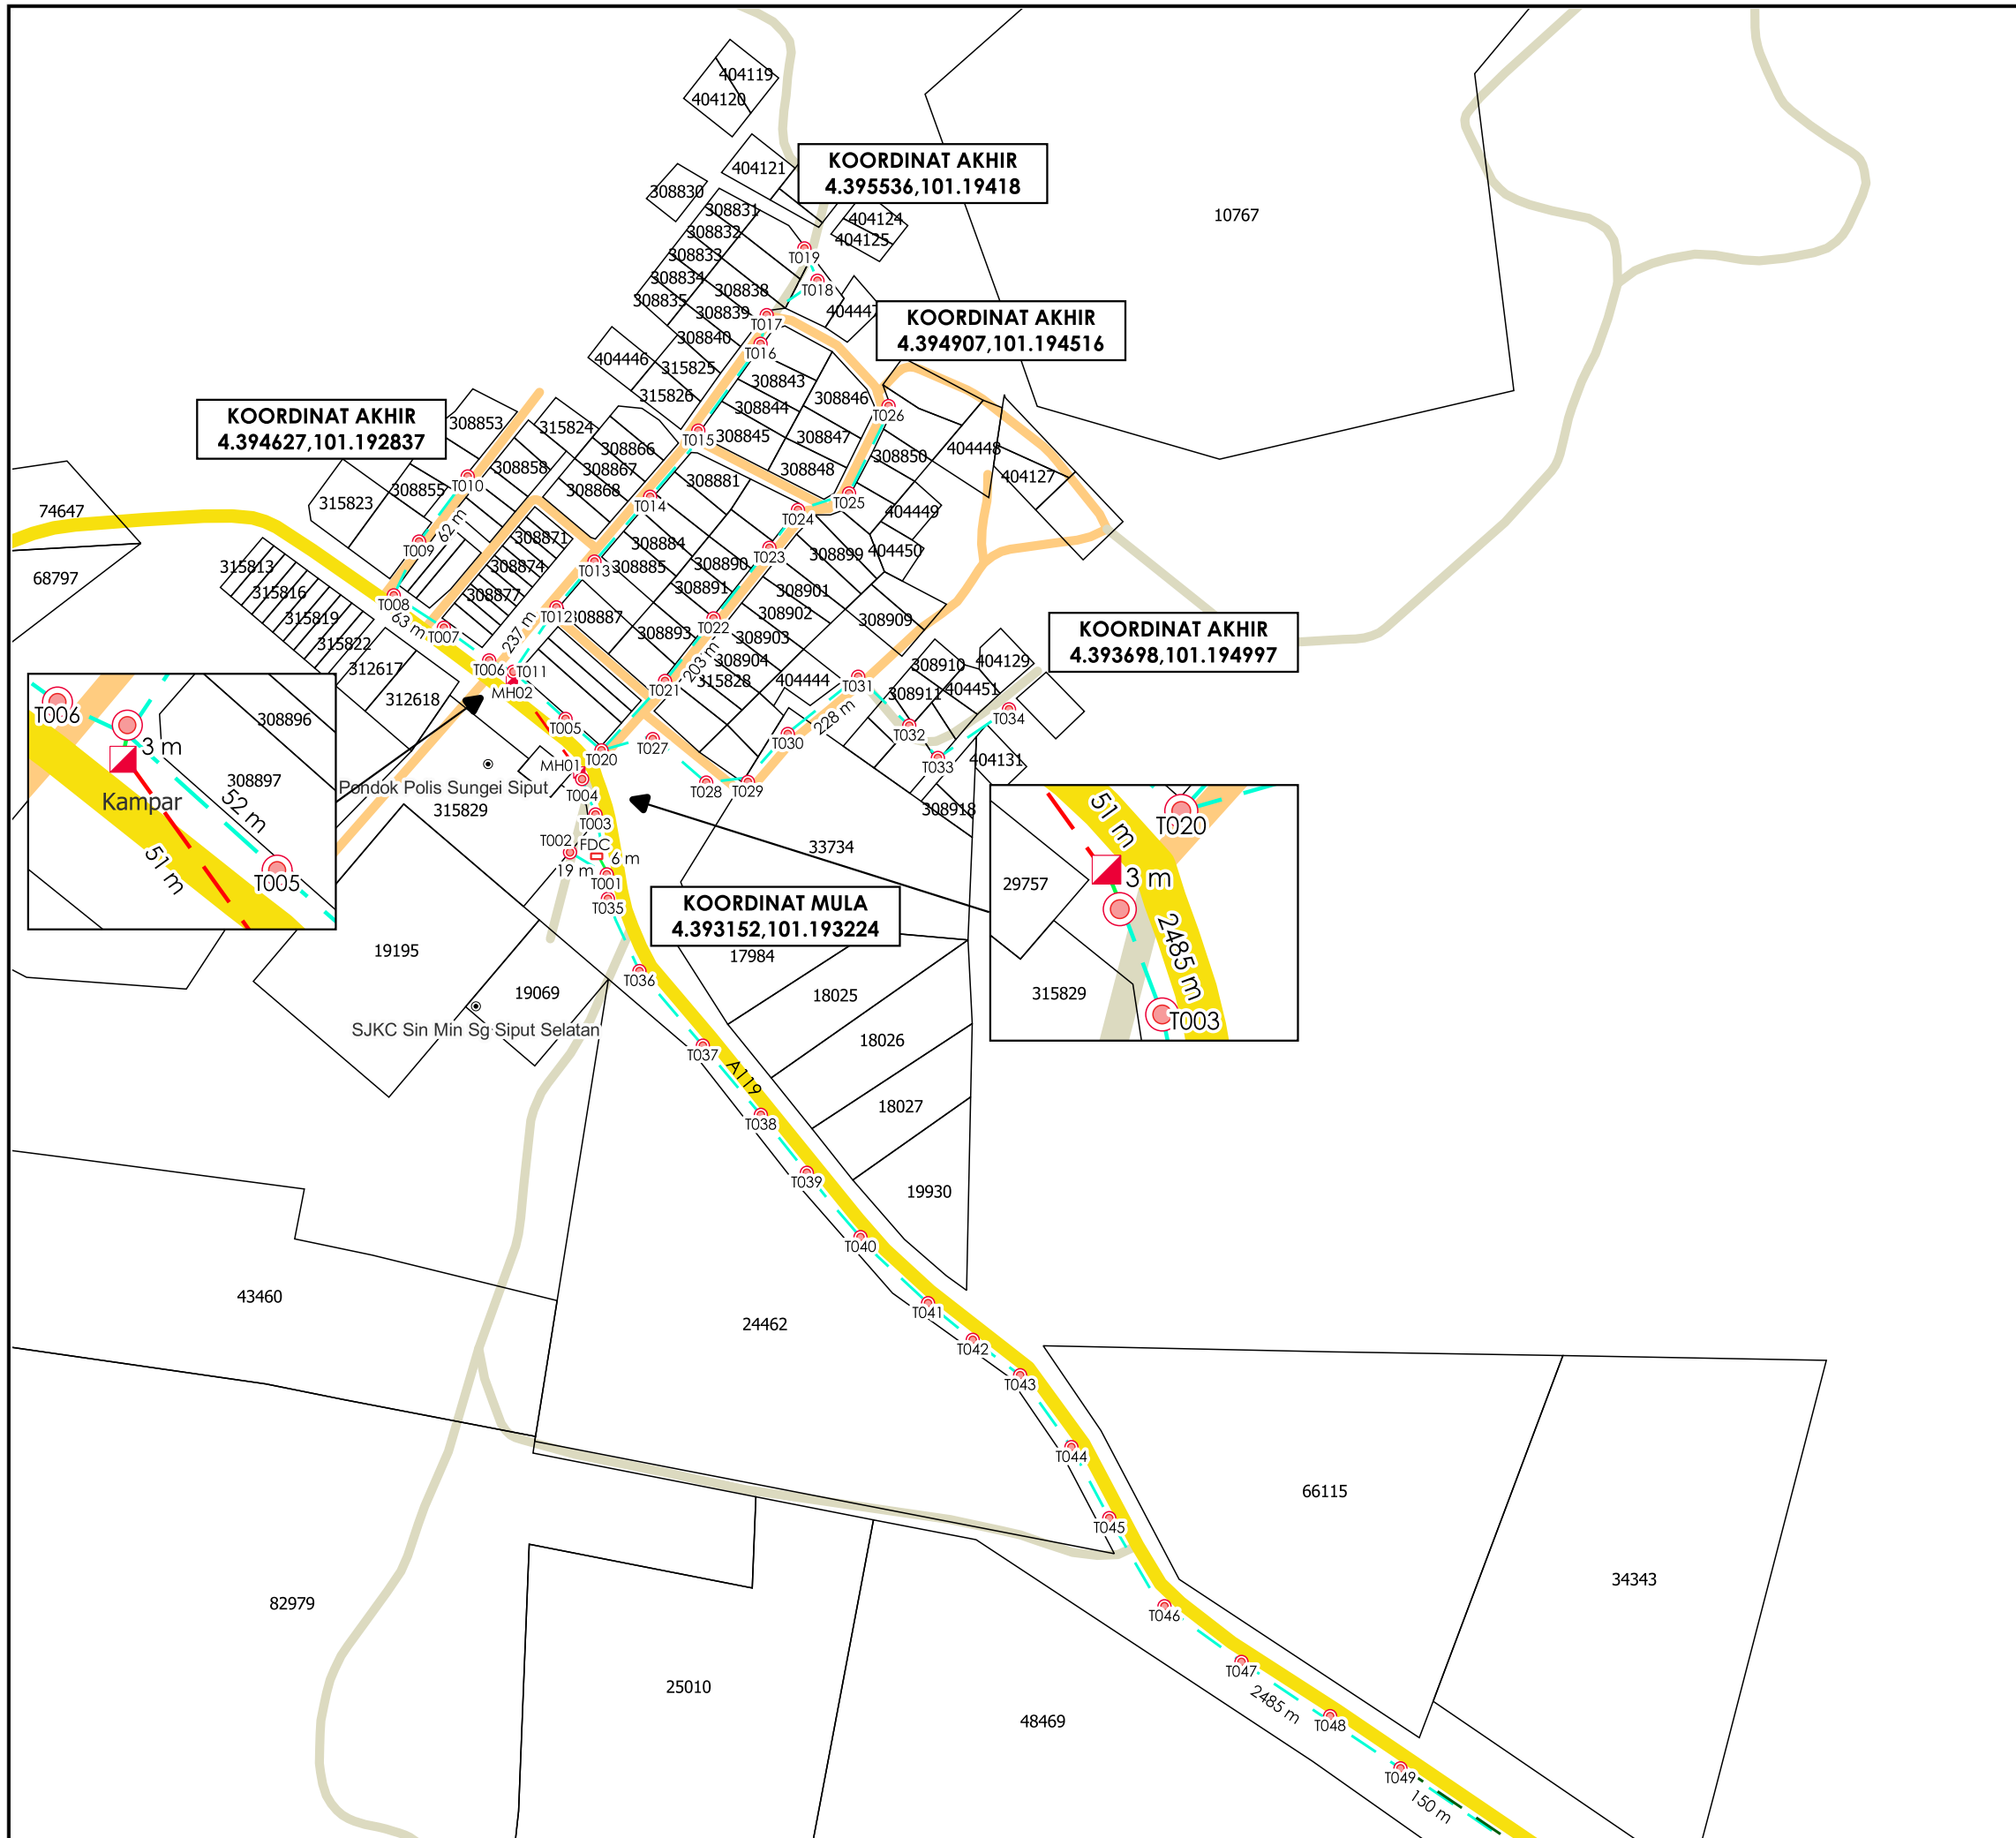 404119
404120
404121
KOORDINAT AKHIR
4.395536,101.19418
308830
308831
308832
308833
308834
308835
404124
404125
10767
T019
T018
308838
308839
308840
404447
T017
T016
KOORDINAT AKHIR
4.394907,101.194516
404446
315825
315826
308843
308844
308845
308846
308847
308848
T026
KOORDINAT AKHIR
4.394627,101.192837
308853
315824
308858
308855
315823
T010
62 m
T009
308866
308867
308868
T015
308881
T014
308850
404448
404127
T025
T024
404449
404450
74647
68797
308871
308874
308877
T013
308884
308885
308890
308891
T023
308899
308901
308902
308903
308904
308909
315813
315816
315819
315822
312617
312618
T008
63 m
T007
237 m
T012
308887
308893
T022
203 m
T006
T011
MH02
T021
315828
404444
T031
308910
308911
404129
404451
KOORDINAT AKHIR
4.393698,101.194997
T005
T020
T027
T030
228 m
T032
T034
T033
404131
MH01
T004
T028
T029
308918
Pondok Polis Sungei Siput
315829
T003
T002
FDC
6 m
19 m
T001
T035
33734
T006
3 m
308896
308897
Kampar
52 m
51 m
T005
51 m
T020
3 m
29757
2485 m
315829
T003
KOORDINAT MULA
4.393152,101.193224
19195
T036
17984
19069
18025
SJKC Sin Min Sg Siput Selatan
T037
A119
18026
T038
18027
T039
19930
T040
43460
T041
24462
T042
T043
T044
66115
T045
34343
82979
T046
T047
25010
2485 m
48469
T048
T049
150 m